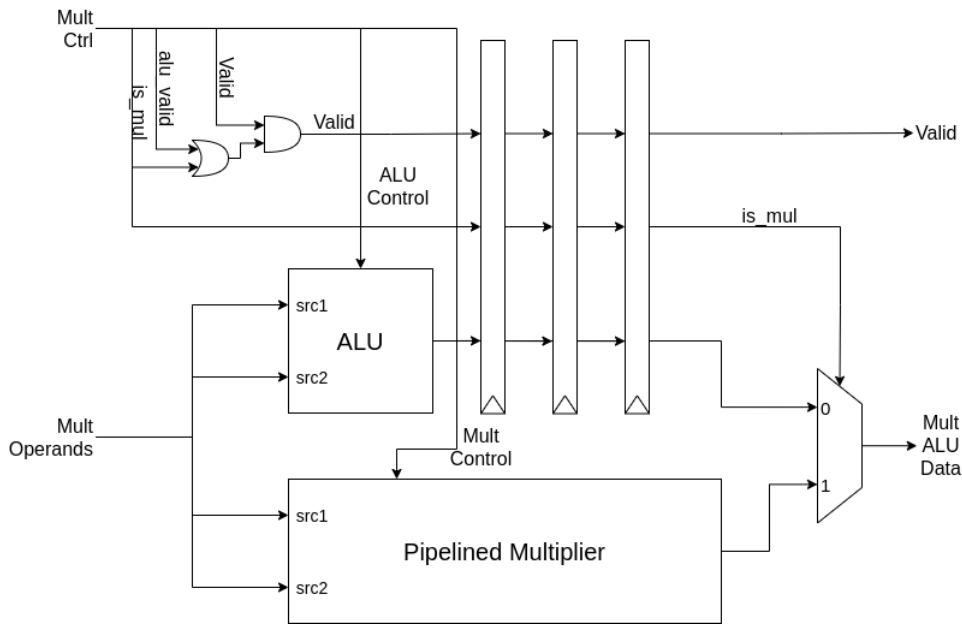 Mult
Ctrl
is_mul
alu_valid
Valid
Valid
Valid
ALU
Control
is_mul
src1
ALU
src2
0
Mult
Operands
Mult
Control
Mult
ALU
Data
1
src1
Pipelined Multiplier
src2